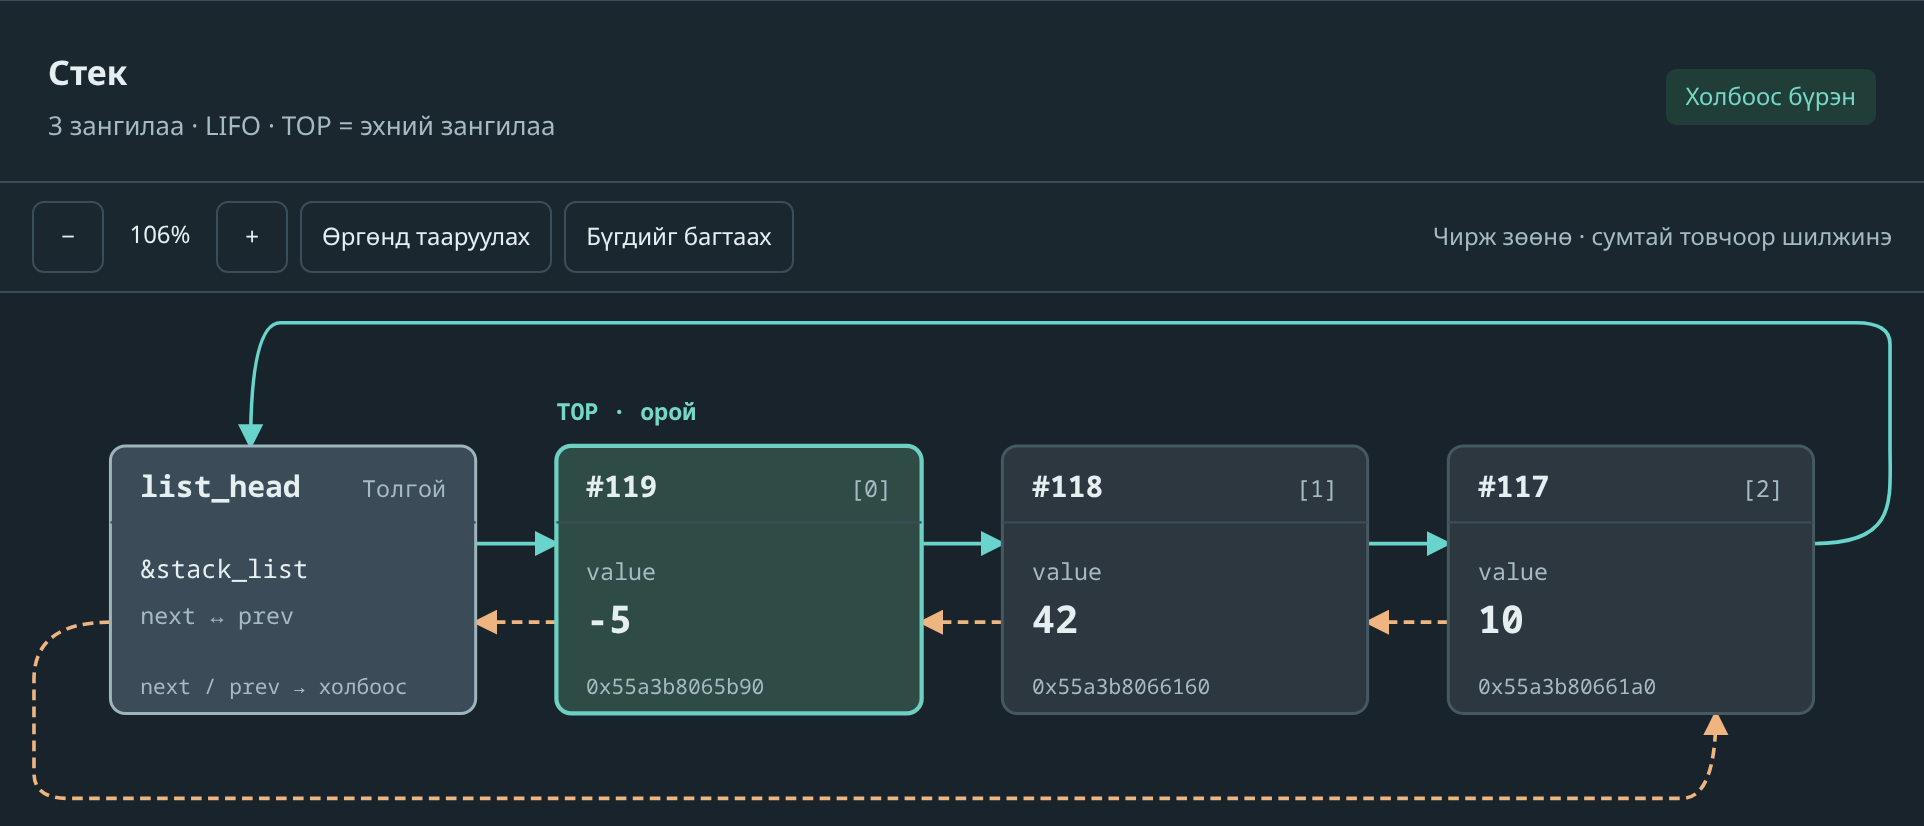 Стек
3 зангилаа · LIFO · TOP = эхний зангилаа
Холбоос бүрэн
− 106% + Өргөнд тааруулах Бүгдийг багтаах Чирж зөөнө · сумтай товчоор шилжинэ
TOP · орой
list_head Толгой
&stack_list
next ↔ prev
next / prev → холбоос
#119 [0]
value
-5
0x55a3b8065b90
#118 [1]
value
42
0x55a3b8066160
#117 [2]
value
10
0x55a3b80661a0